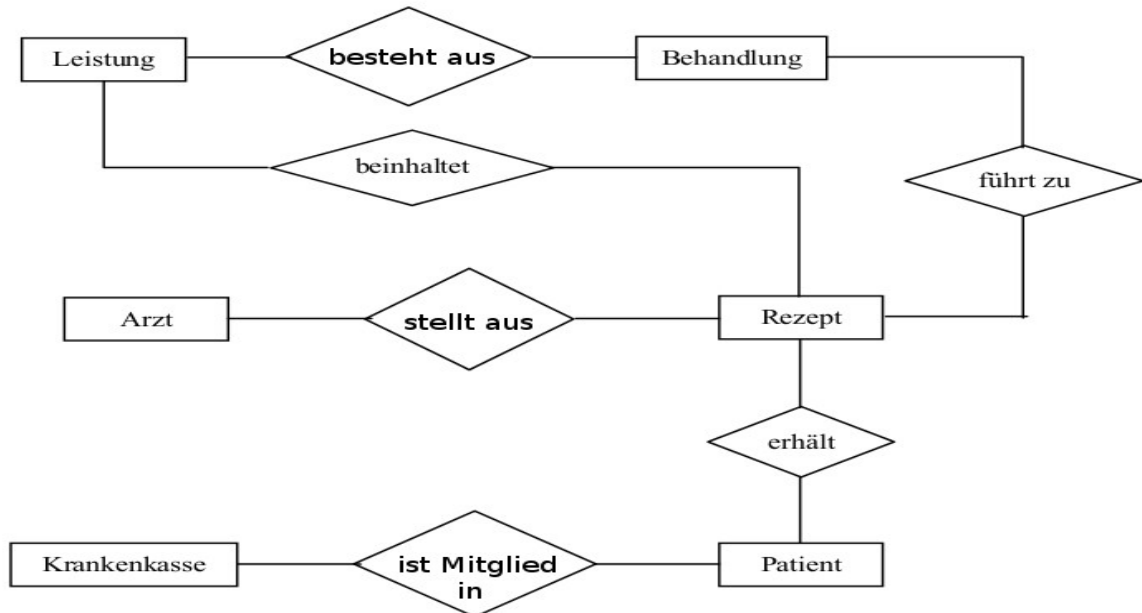 Leistung
besteht aus
Behandlung
beinhaltet
führt zu
Arzt
stellt aus
Rezept
erhält
Krankenkasse
ist Mitglied
in
Patient